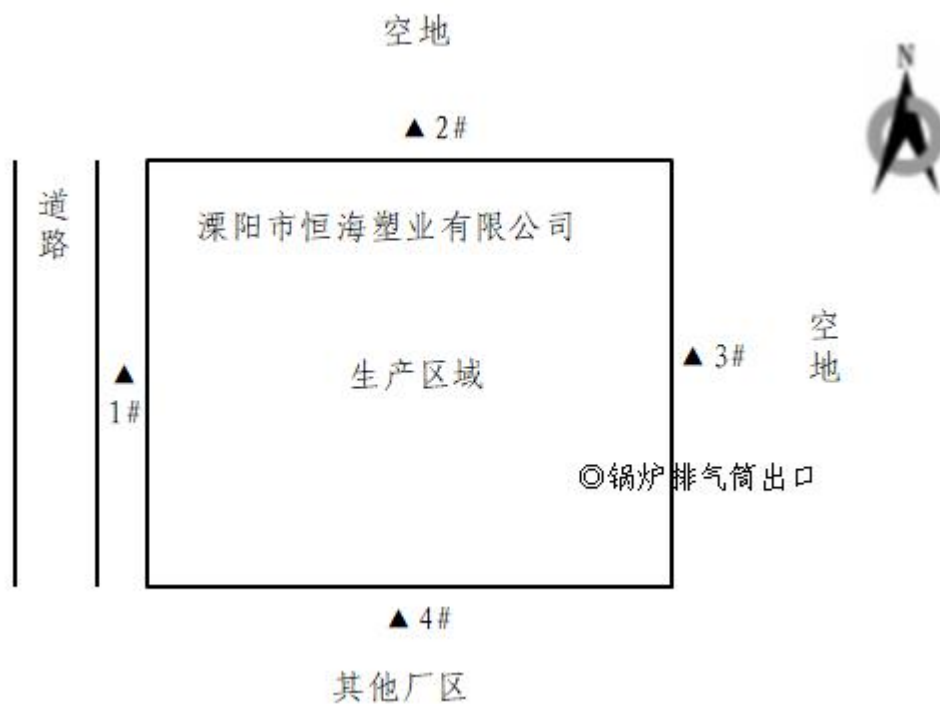 空地
N
▲ 2#
道路
溧阳市恒海塑业有限公司
空地
▲ 3#
生产区域
▲
1#
◎锅炉排气筒出口
▲ 4#
其他厂区